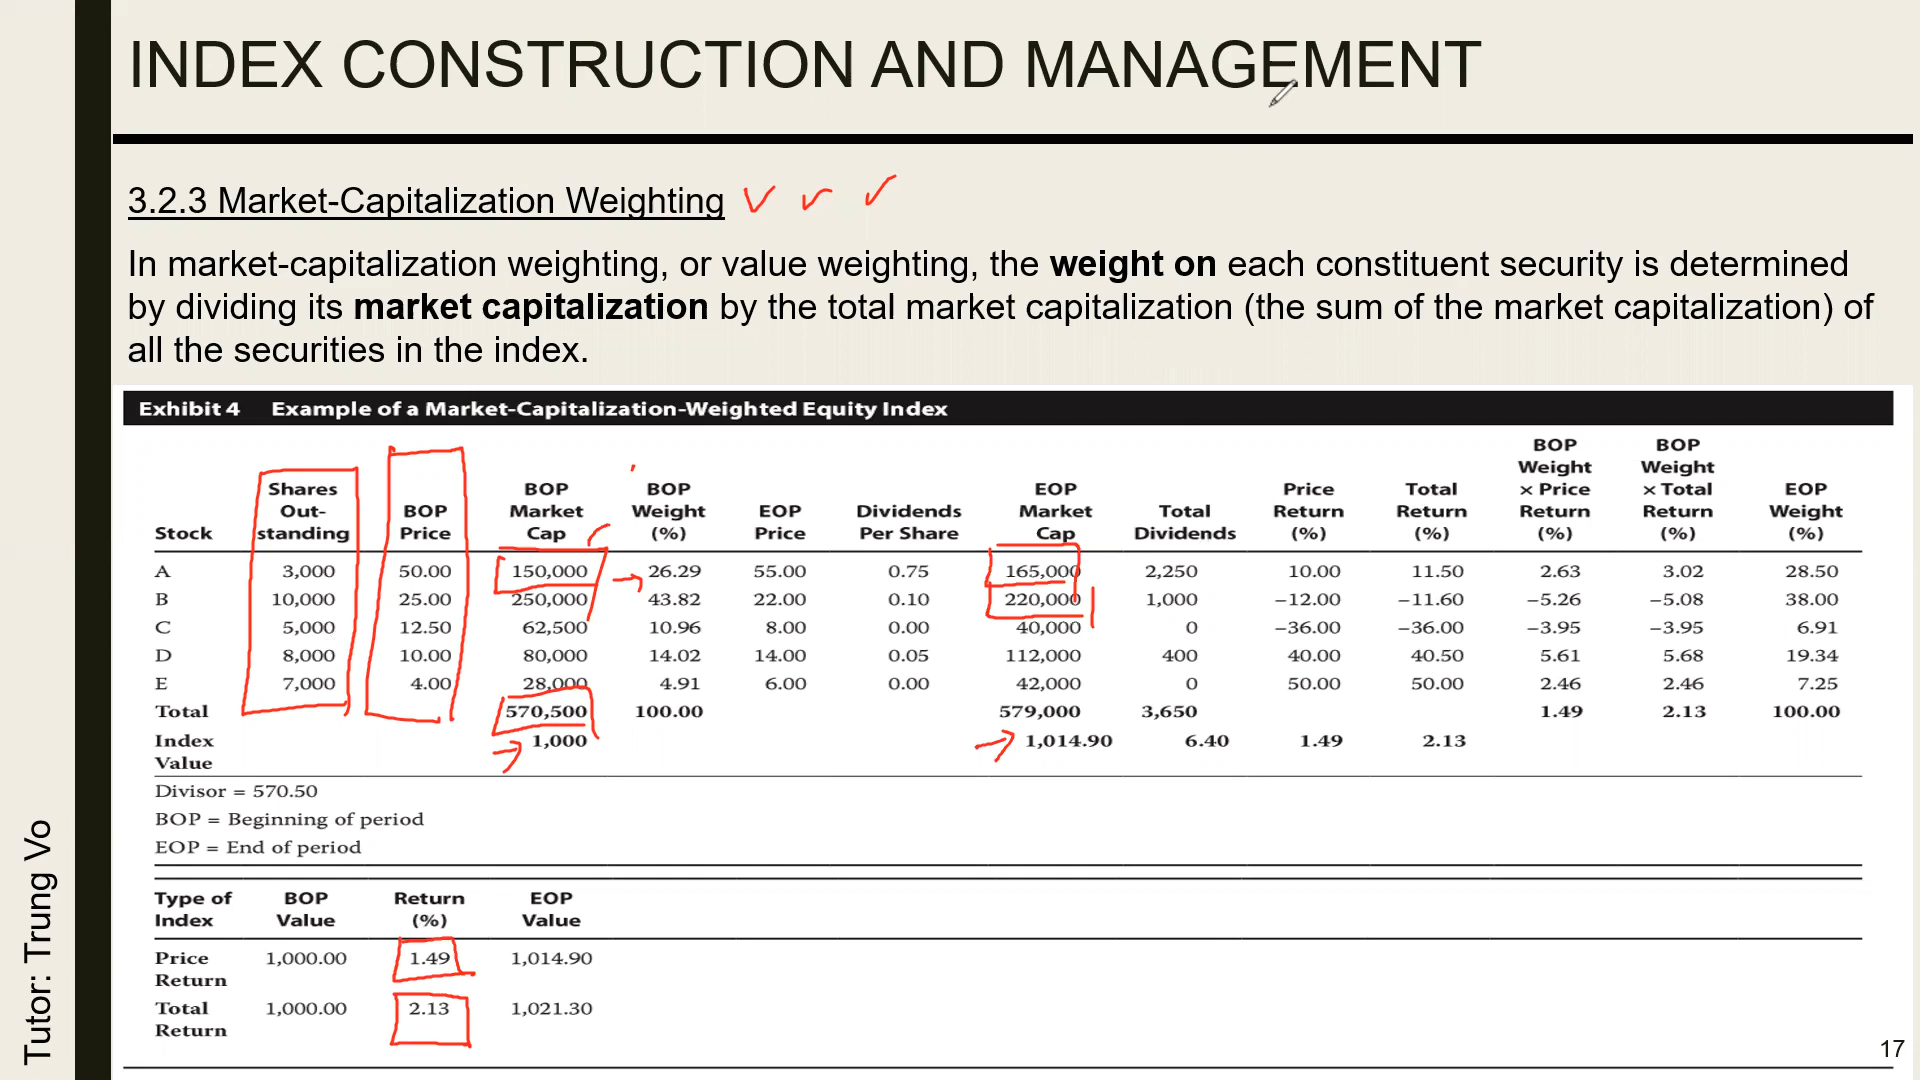 INDEX CONSTRUCTION AND MANAGEMENT
3.2.3 Market-Capitalization Weighting
In market-capitalization weighting, or value weighting, the weight on each constituent security is determined
by dividing its market capitalization by the total market capitalization (the sum of the market capitalization) of
all the securities in the index.
Exhibit 4 Example of a Market-Capitalization-Weighted Equity Index
BOP BOP
Weight Weight
Shares BOP BOP EOP Price Total × Price × Total EOP
Out- BOP Market Weight EOP Dividends Market Total Return Return Return Return Weight
Stock standing Price Cap (%) Price Per Share Cap Dividends (%) (%) (%) (%) (%)
A 3,000 50.00 150,000 26.29 55.00 0.75 165,000 2,250 10.00 11.50 2.63 3.02 28.50
B 10,000 25.00 250,000 43.82 22.00 0.10 220,000 1,000 −12.00 −11.60 −5.26 −5.08 38.00
C 5,000 12.50 62,500 10.96 8.00 0.00 40,000 0 −36.00 −36.00 −3.95 −3.95 6.91
D 8,000 10.00 80,000 14.02 14.00 0.05 112,000 400 40.00 40.50 5.61 5.68 19.34
E 7,000 4.00 28,000 4.91 6.00 0.00 42,000 0 50.00 50.00 2.46 2.46 7.25
Total 570,500 100.00 579,000 3,650 1.49 2.13 100.00
Index 1,000 1,014.90 6.40 1.49 2.13
Value
Divisor = 570.50
BOP = Beginning of period
EOP = End of period
Type of BOP Return EOP
Index Value (%) Value
Price 1,000.00 1.49 1,014.90
Return
Total 1,000.00 2.13 1,021.30
Return
Tutor: Trung Vo
17